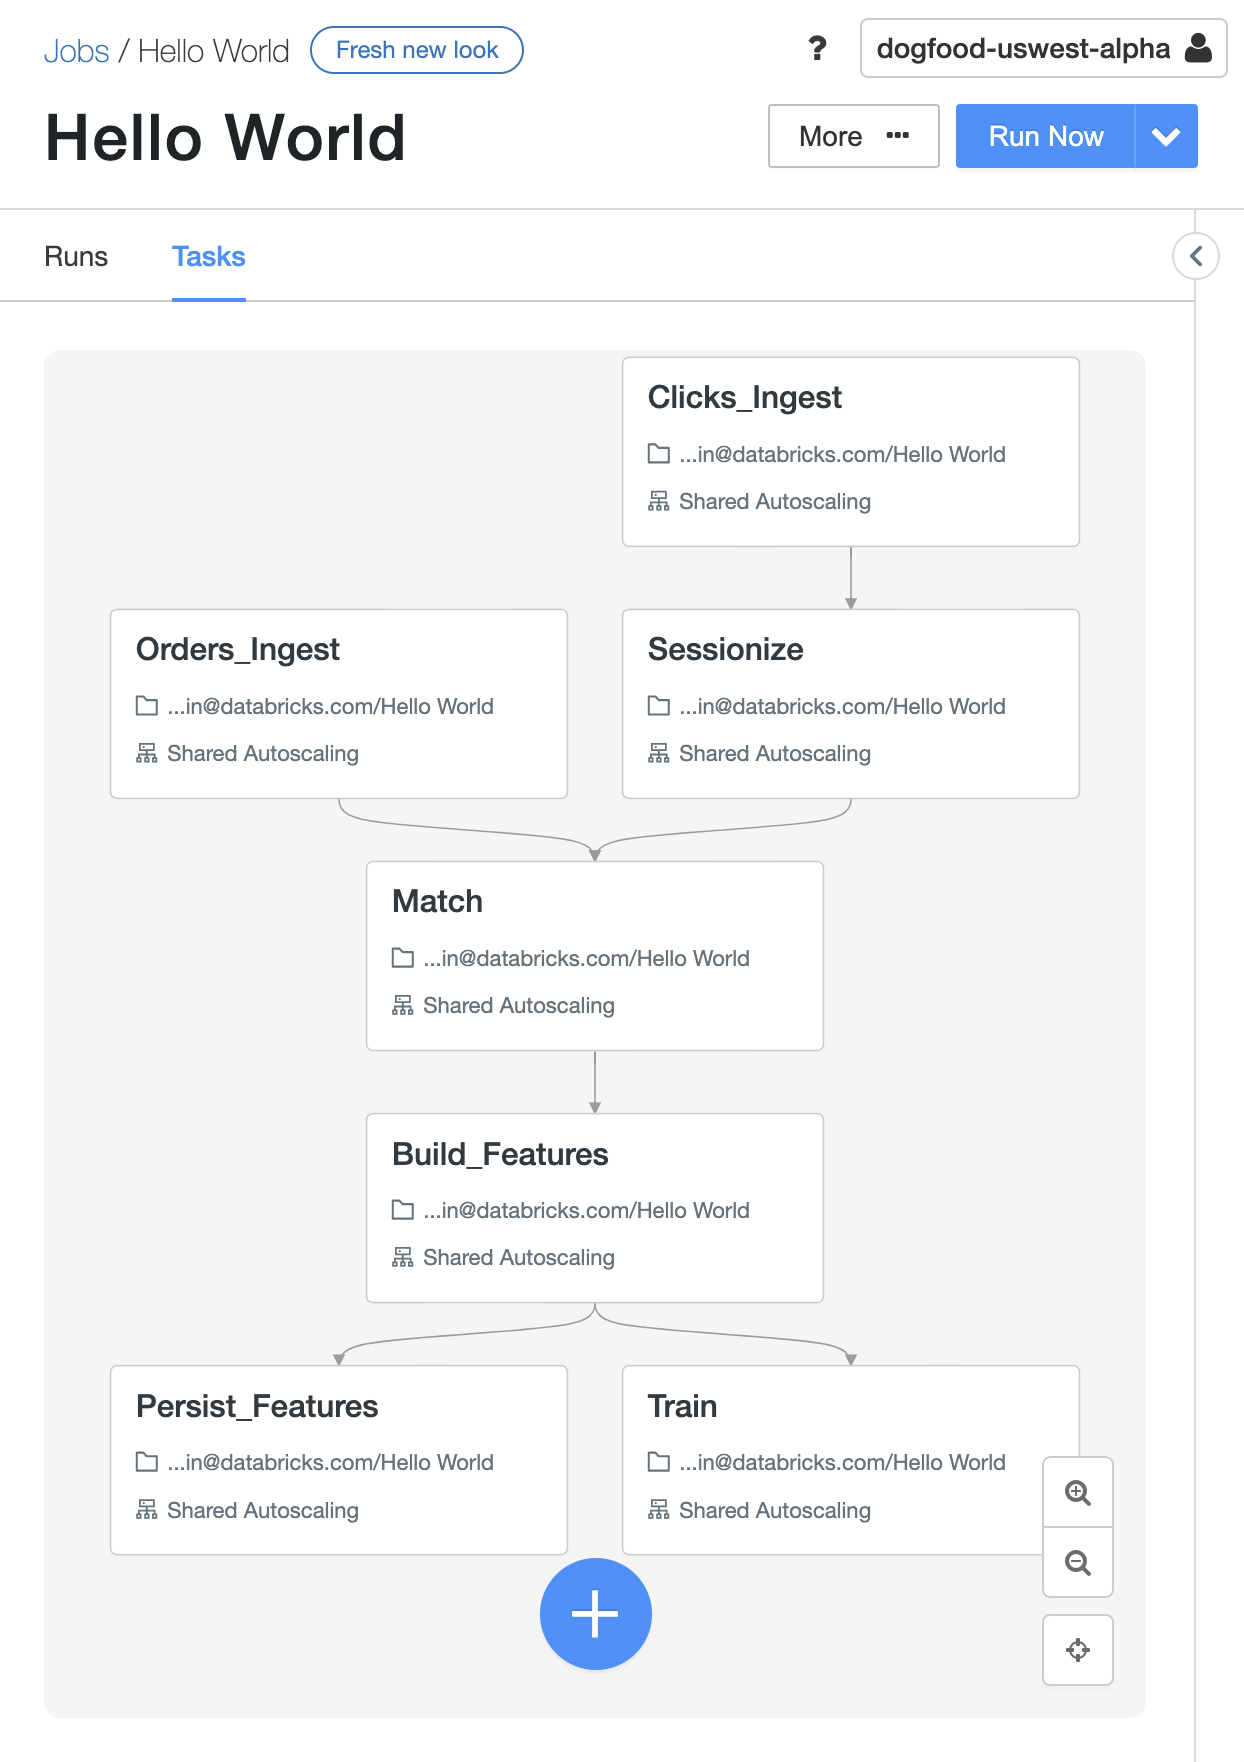 Jobs / Hello World
Fresh new look
?
dogfood-uswest-alpha
Hello World
More ···
Run Now
Runs
Tasks
Clicks_Ingest
...in@databricks.com/Hello World
Shared Autoscaling
Orders_Ingest
...in@databricks.com/Hello World
Shared Autoscaling
Sessionize
...in@databricks.com/Hello World
Shared Autoscaling
Match
...in@databricks.com/Hello World
Shared Autoscaling
Build_Features
...in@databricks.com/Hello World
Shared Autoscaling
Persist_Features
...in@databricks.com/Hello World
Shared Autoscaling
Train
...in@databricks.com/Hello World
Shared Autoscaling